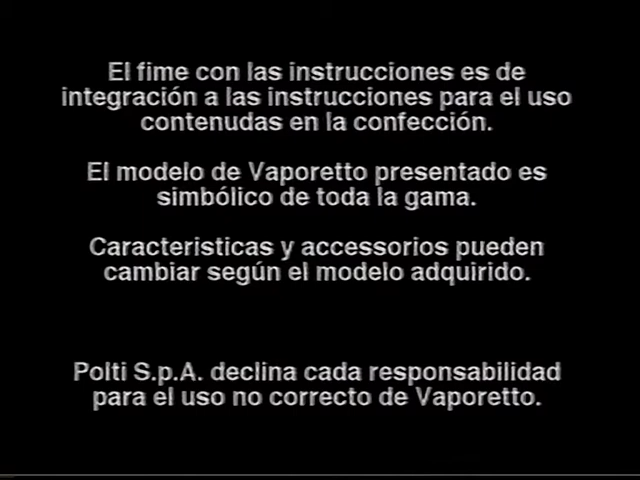 El fime con las instrucciones es de
integración a las instrucciones para el uso
contenudas en la confección.
El modelo de Vaporetto presentado es
simbólico de toda la gama.
Caracteristicas y accessorios pueden
cambiar según el modelo adquirido.
Polti S.p.A. declina cada responsabilidad
para el uso no correcto de Vaporetto.